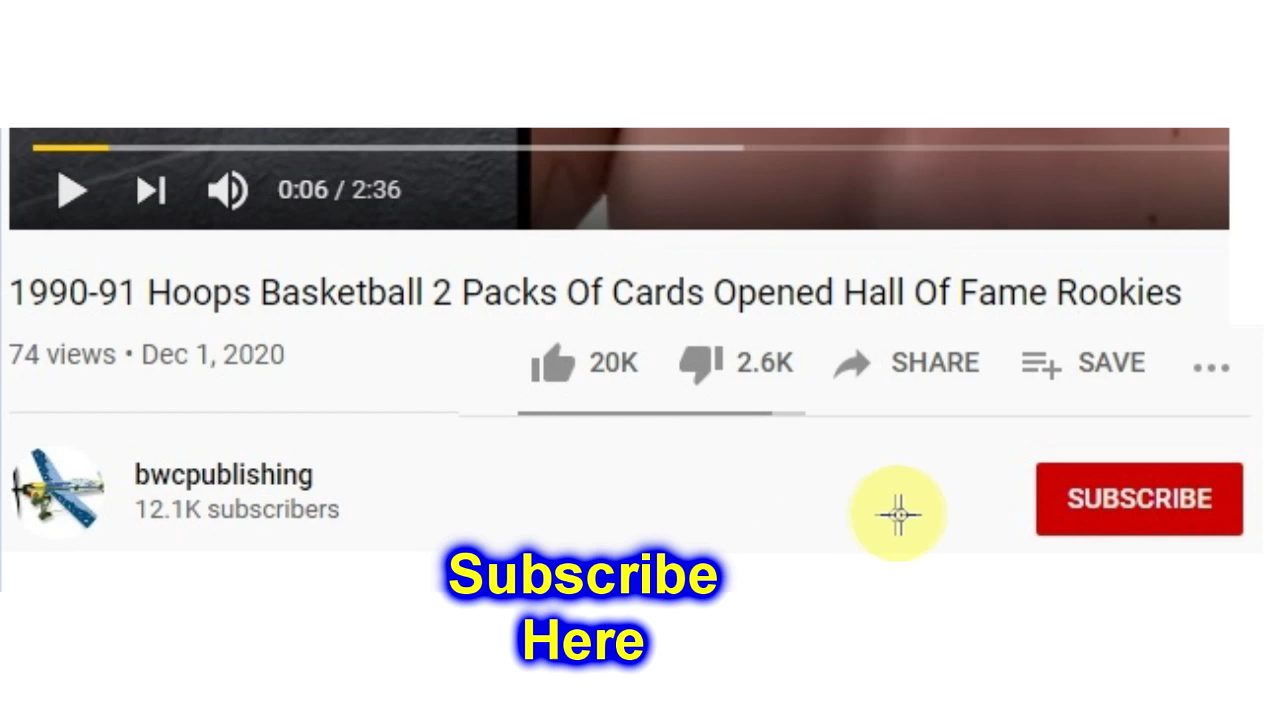 0:06 / 2:36
1990-91 Hoops Basketball 2 Packs Of Cards Opened Hall Of Fame Rookies
74 views • Dec 1, 2020
20K 2.6K SHARE SAVE
bwcpublishing
12.1K subscribers
SUBSCRIBE
Subscribe
Here